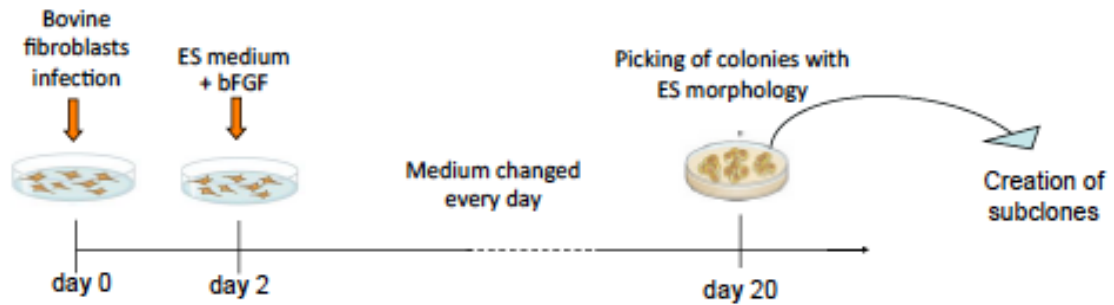 Bovine
fibroblasts
infection
ES medium
+ bFGF
Medium changed
every day
Picking of colonies with
ES morphology
Creation of
subclones
day 0
day 2
day 20